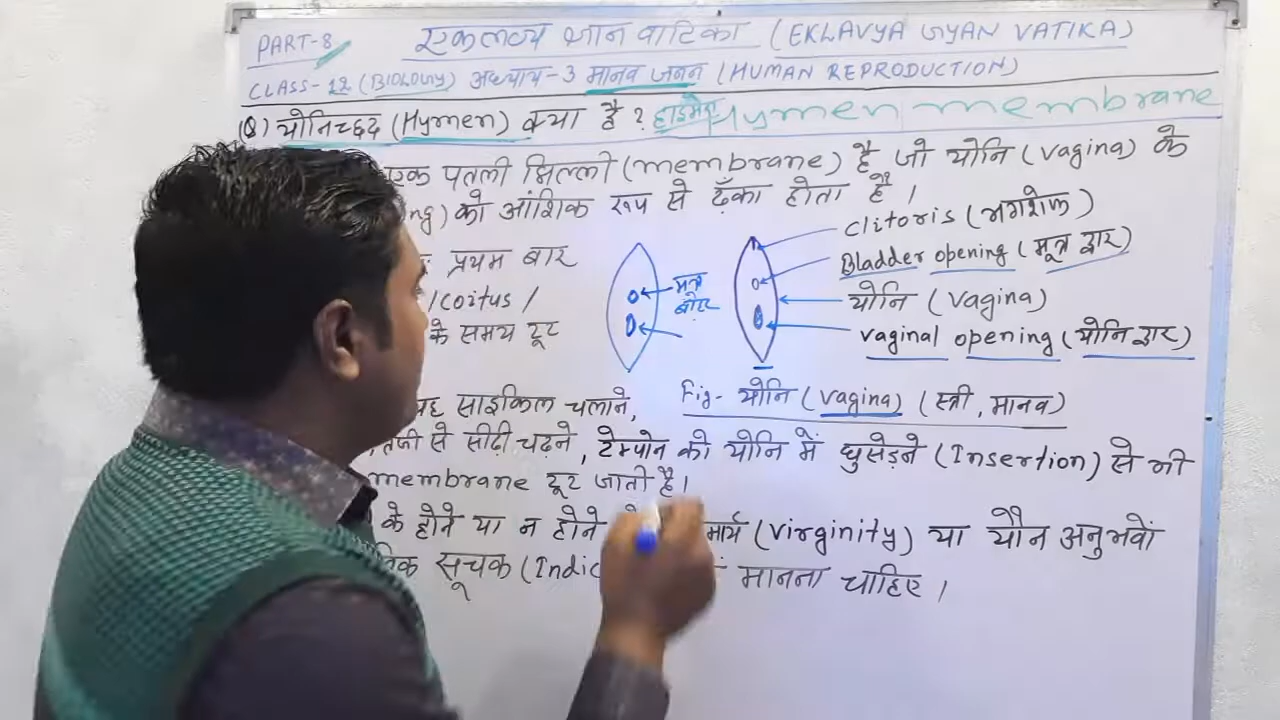 PART-8 एकलव्य ज्ञान वाटिका (EKLAVYA GYAN VATIKA)
CLASS-12 (BIOLOGY) अध्याय-3 मानव जनन (HUMAN REPRODUCTION)
(Q) योनिच्छद (Hymen) क्या है ? हाइमेन Hymen membrane
एक पतली झिल्ली (membrane) है जो योनि (vagina) के
ng) को आंशिक रूप से ढँका होता है ।
प्रथम बार
/coitus /
के समय टूट
मूत्र
clitoris (भगशेफ)
Bladder opening (मूत्र द्वार)
योनि (vagina)
vaginal opening (योनि द्वार)
Fig- योनि (vagina) (स्त्री, मानव)
यह साइकिल चलाने,
तेजी से सीढी चढ़ने, टेम्पोन को योनि में घुसेड़ने (Insertion) से भी
membrane टूट जाती है।
के होने या न होने मार्य (virginity) या यौन अनुभवों
सूचक (Indic मानना चाहिए ।